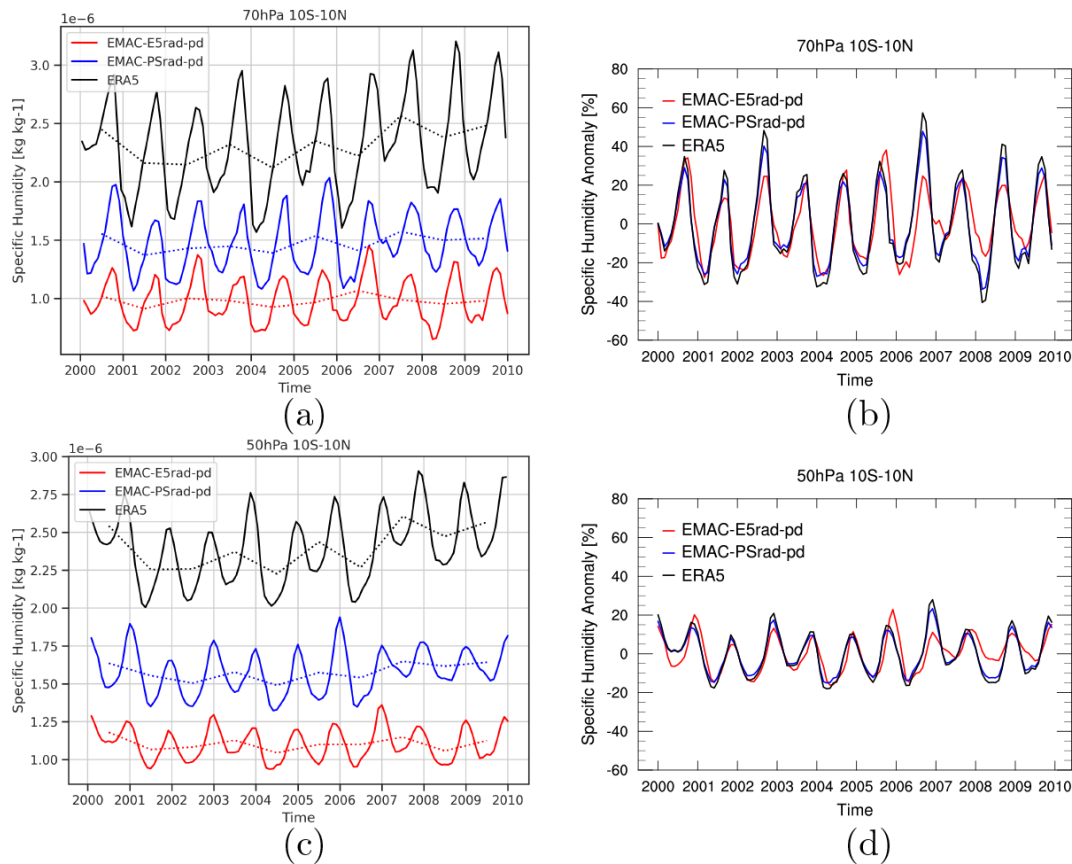 70hPa 10S-10N
1e−6
EMAC-E5rad-pd
EMAC-PSrad-pd
ERA5
Specific Humidity [kg kg-1]
3.0
2.5
2.0
1.5
1.0
2000 2001 2002 2003 2004 2005 2006 2007 2008 2009 2010
Time
(a)
70hPa 10S-10N
EMAC-E5rad-pd
EMAC-PSrad-pd
ERA5
Specific Humidity Anomaly [%]
80
60
40
20
0
-20
-40
-60
2000 2001 2002 2003 2004 2005 2006 2007 2008 2009 2010
Time
(b)
50hPa 10S-10N
1e−6
EMAC-E5rad-pd
EMAC-PSrad-pd
ERA5
Specific Humidity [kg kg-1]
3.00
2.75
2.50
2.25
2.00
1.75
1.50
1.25
1.00
2000 2001 2002 2003 2004 2005 2006 2007 2008 2009 2010
Time
(c)
50hPa 10S-10N
EMAC-E5rad-pd
EMAC-PSrad-pd
ERA5
Specific Humidity Anomaly [%]
80
60
40
20
0
-20
-40
-60
2000 2001 2002 2003 2004 2005 2006 2007 2008 2009 2010
Time
(d)